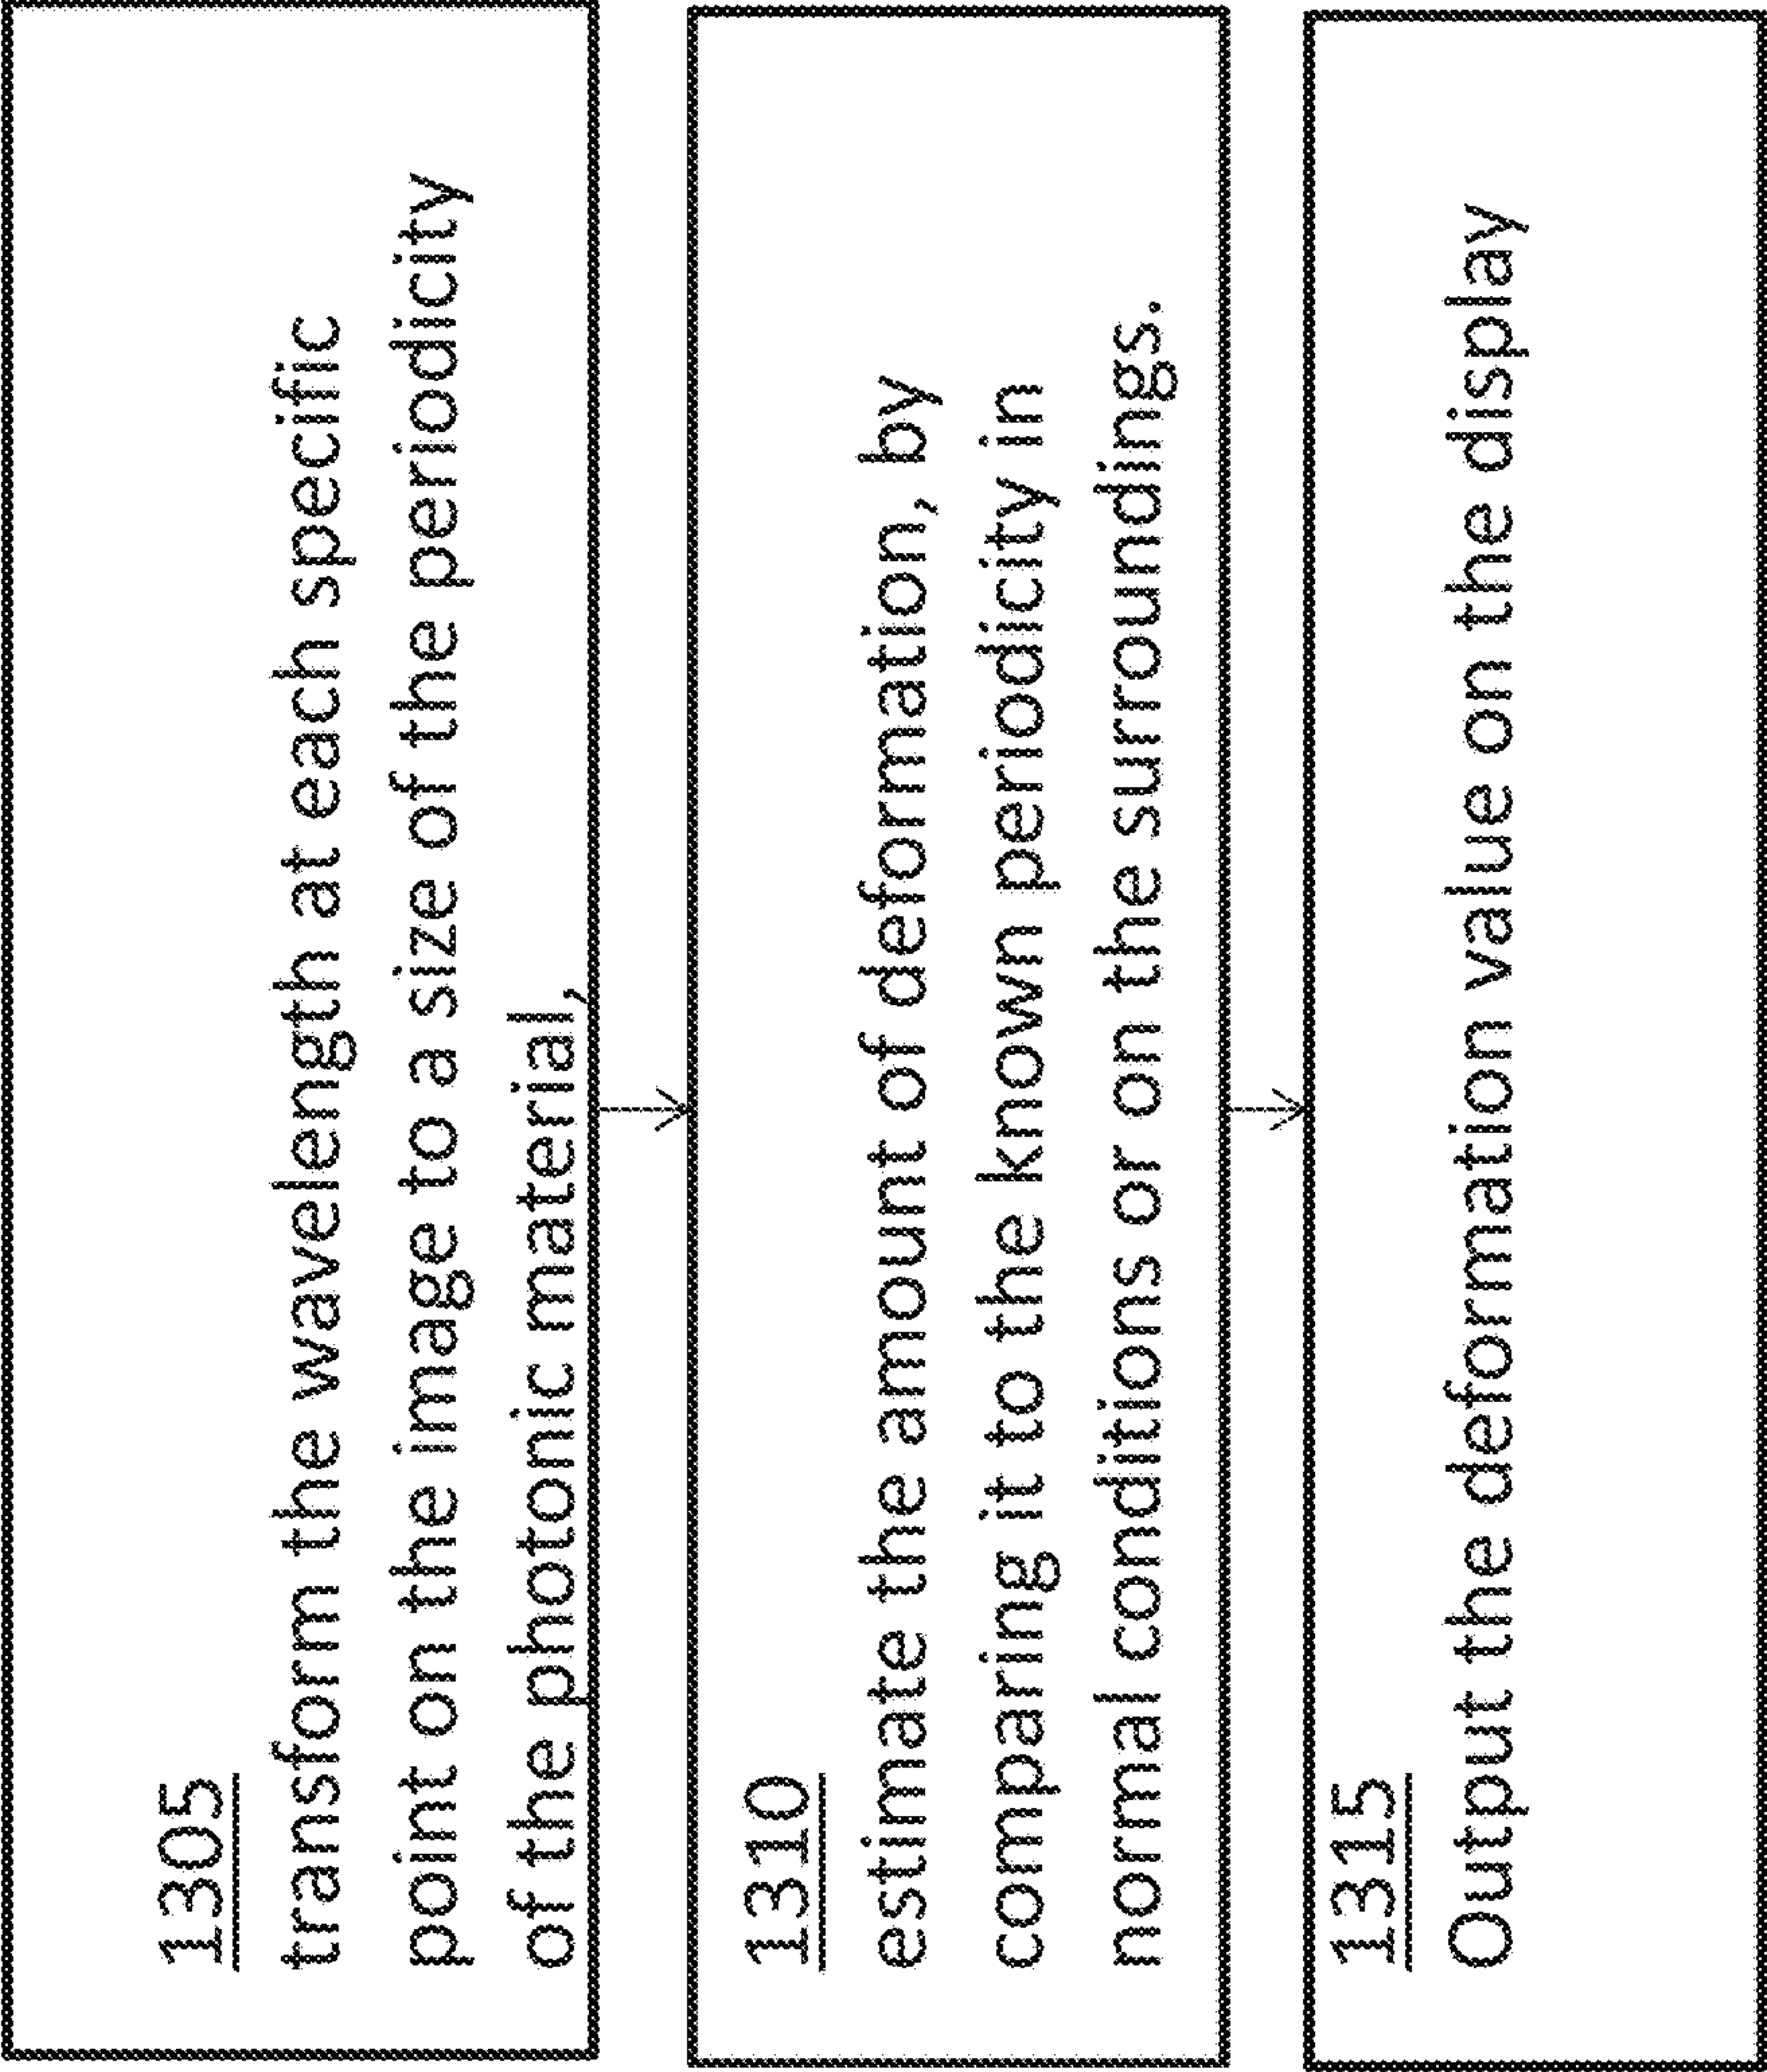 1305
transform the wavelength at each specific
point on the image to a size of the periodicity
of the photonic material,
1310
estimate the amount of deformation, by
comparing it to the known periodicity in
normal conditions or on the surroundings.
1315
Output the deformation value on the display